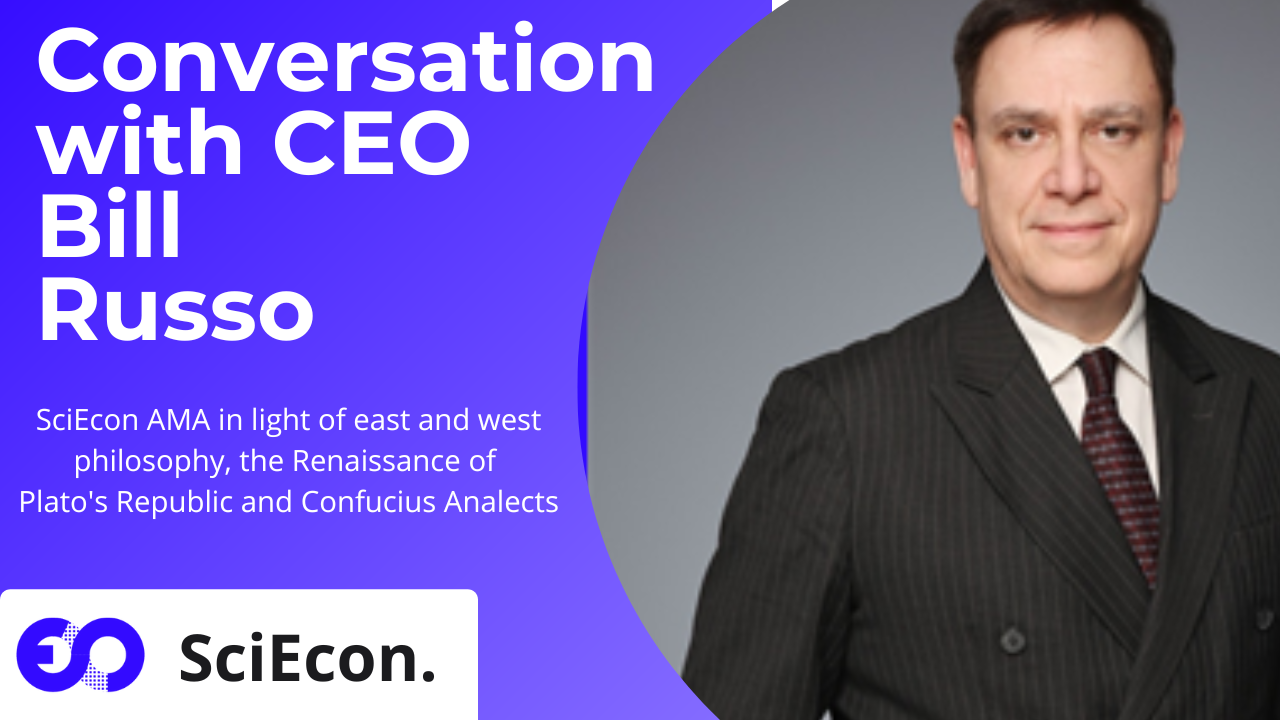 Conversation
with CEO
Bill
Russo
SciEcon AMA in light of east and west
philosophy, the Renaissance of
Plato's Republic and Confucius Analects
SciEcon.